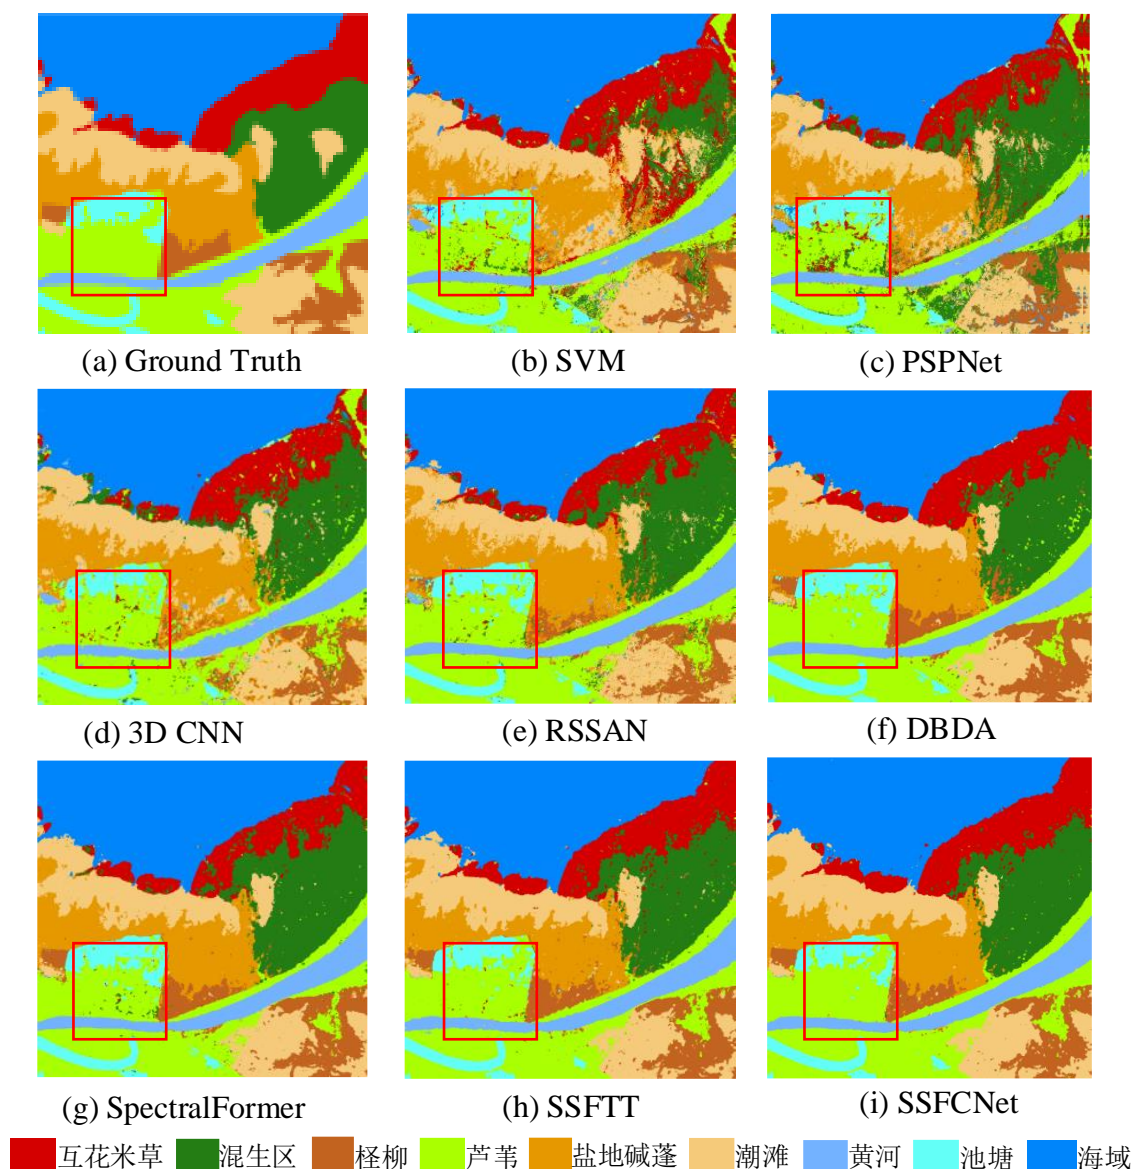 (a) Ground Truth
(b) SVM
(c) PSPNet
(d) 3D CNN
(e) RSSAN
(f) DBDA
(g) SpectralFormer
(h) SSFTT
(i) SSFCNet
互花米草 混生区 柽柳 芦苇 盐地碱蓬 潮滩 黄河 池塘 海域